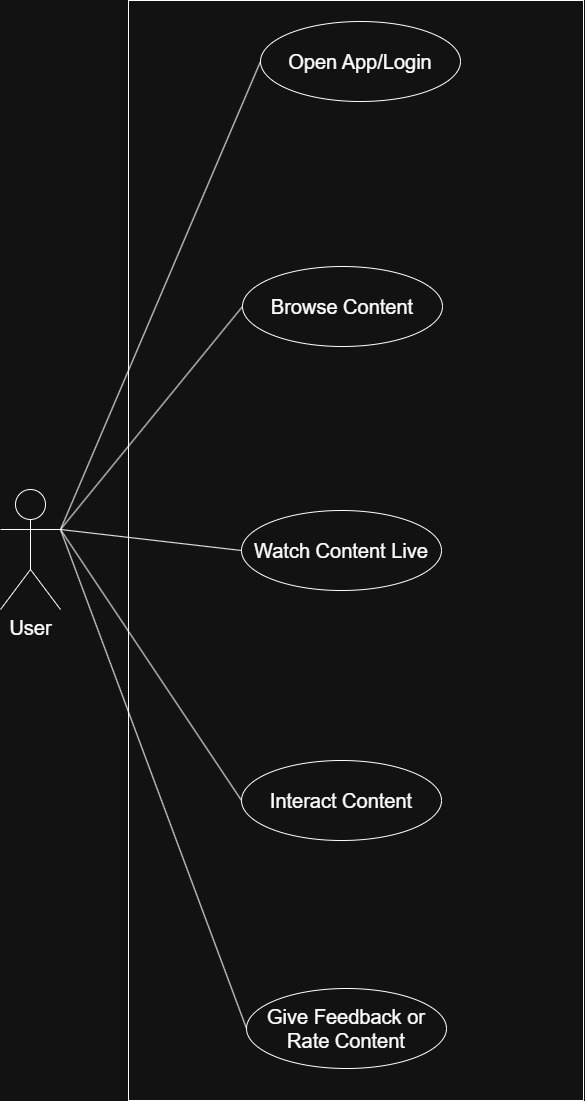 Open App/Login
Browse Content
Watch Content Live
User
Interact Content
Give Feedback or
Rate Content